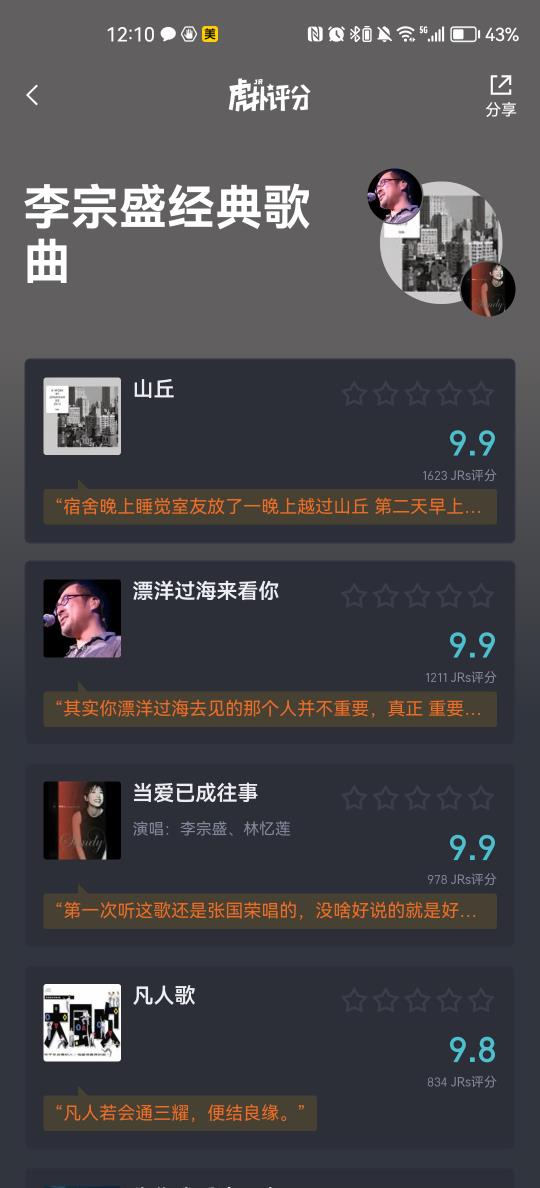 12:10 美 5G 43%
虎扑评分
JR
分享
李宗盛经典歌
曲
山丘
9.9
1623 JRs评分
“宿舍晚上睡觉室友放了一晚上越过山丘 第二天早上...
漂洋过海来看你
9.9
1211 JRs评分
“其实你漂洋过海去见的那个人并不重要，真正 重要...
当爱已成往事
演唱：李宗盛、林忆莲
9.9
978 JRs评分
Sandy
“第一次听这歌还是张国荣唱的，没啥好说的就是好...
凡人歌
大風吹
9.8
834 JRs评分
“凡人若会通三耀，便结良缘。”